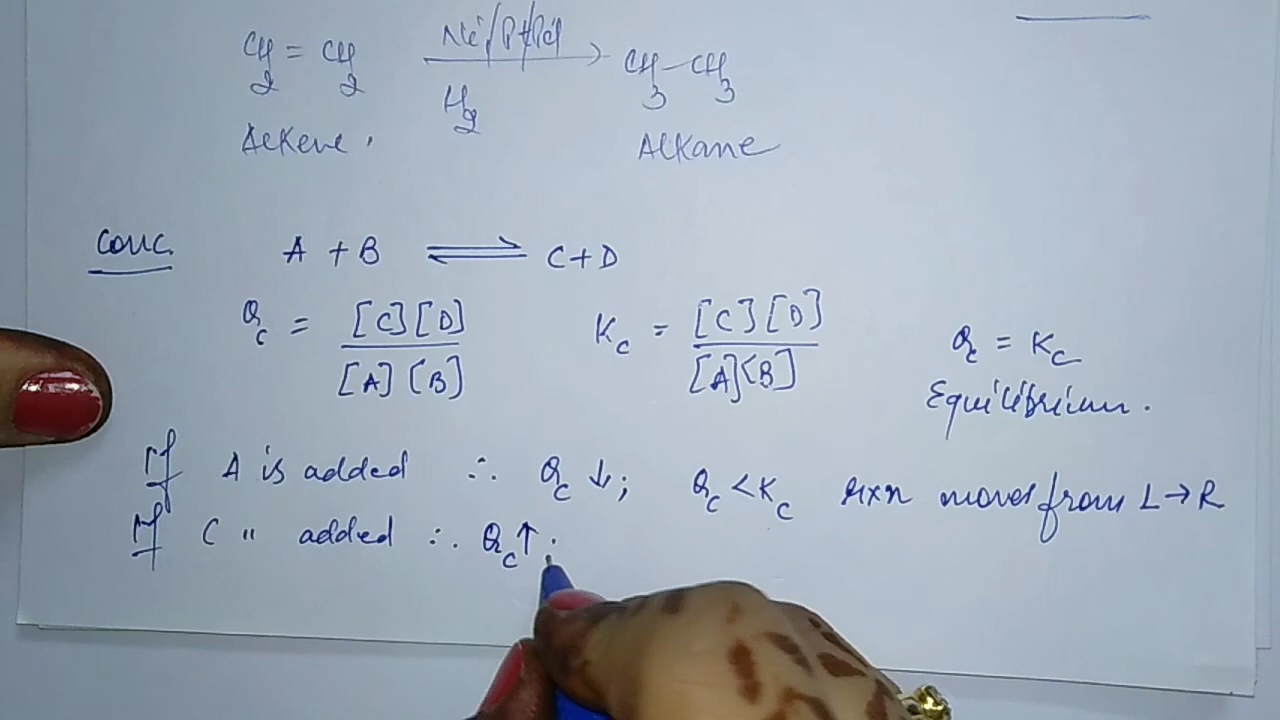 CH2 = CH2 Ni/Pt/Pd H2 → CH3-CH3
Alkene, Alkane
Conc. A + B ⇌ C + D
Qc = [C][D] / [A][B] Kc = [C][D] / [A][B] Qc = Kc
Equilibrium.
If A is added ∴ Qc ↓; Qc < Kc rxn moves from L → R
If C " added ∴ Qc ↑ ;